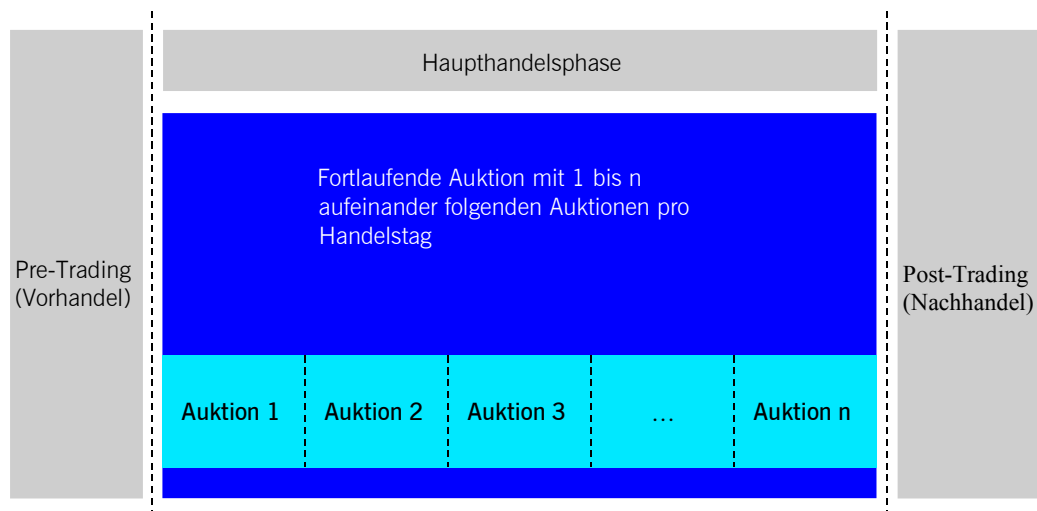 Haupthandelsphase
Fortlaufende Auktion mit 1 bis n
aufeinander folgenden Auktionen pro
Handelstag
Pre-Trading
(Vorhandel)
Post-Trading
(Nachhandel)
Auktion 1
Auktion 2
Auktion 3
…
Auktion n